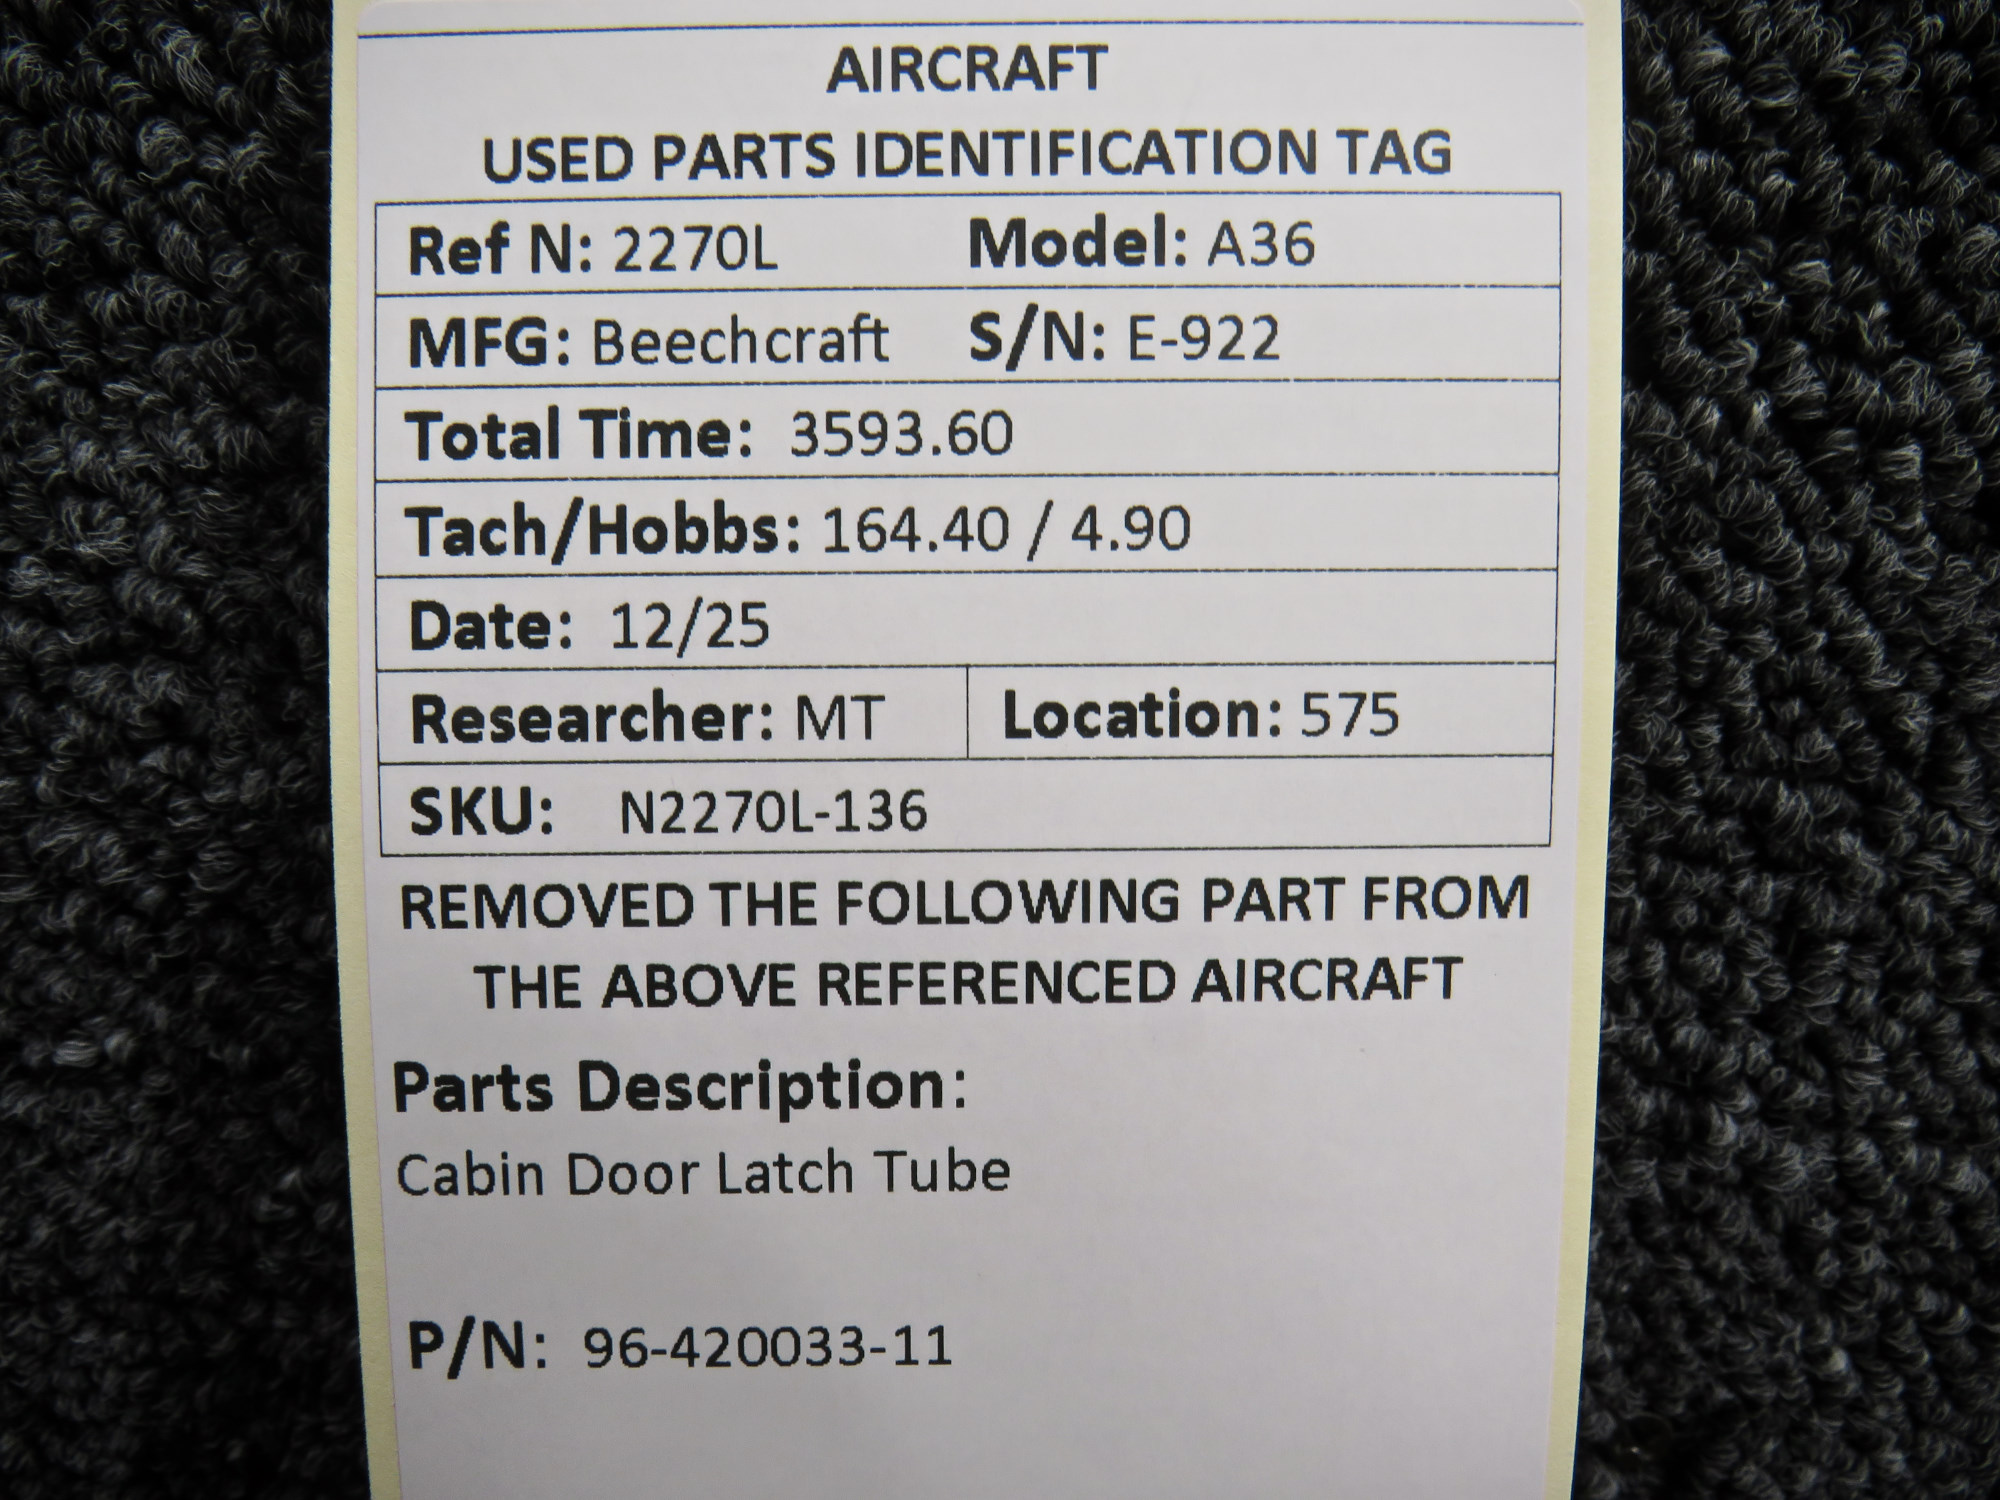 AIRCRAFT
USED PARTS IDENTIFICATION TAG
Ref N: 2270L Model: A36
MFG: Beechcraft S/N: E-922
Total Time: 3593.60
Tach/Hobbs: 164.40 / 4.90
Date: 12/25
Researcher: MT Location: 575
SKU: N2270L-136
REMOVED THE FOLLOWING PART FROM
THE ABOVE REFERENCED AIRCRAFT
Parts Description:
Cabin Door Latch Tube
P/N: 96-420033-11